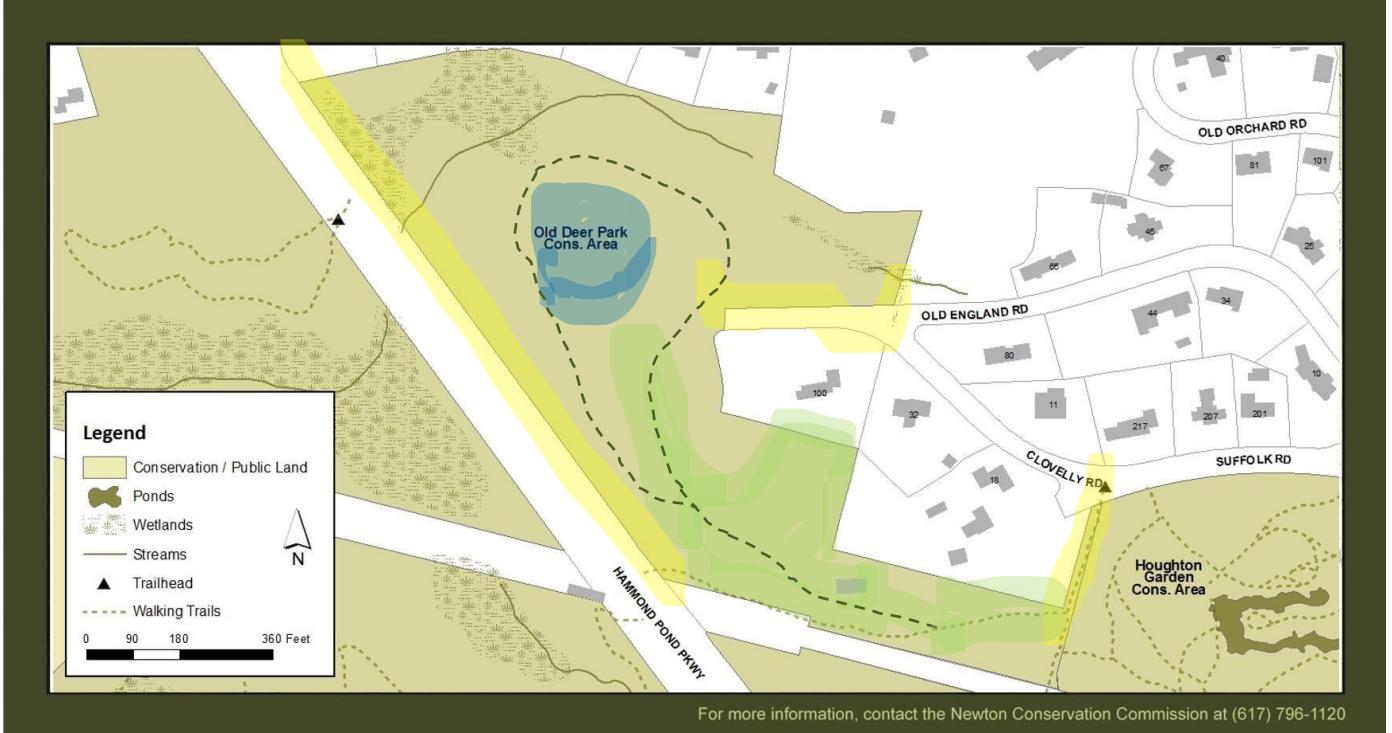 40
OLD ORCHARD RD
67
81
101
Old Deer Park
Cons. Area
46
25
65
OLD ENGLAND RD
34
44
80
10
100
32
11
217
207
201
CLOVELLY RD
SUFFOLK RD
18
Legend
Conservation / Public Land
Ponds
Wetlands
Streams
Trailhead
Walking Trails
N
0 90 180 360 Feet
HAMMOND POND PKWY
Houghton
Garden
Cons. Area
For more information, contact the Newton Conservation Commission at (617) 796-1120